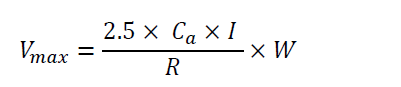 V_max = (2.5 × C_a × I / R) × W